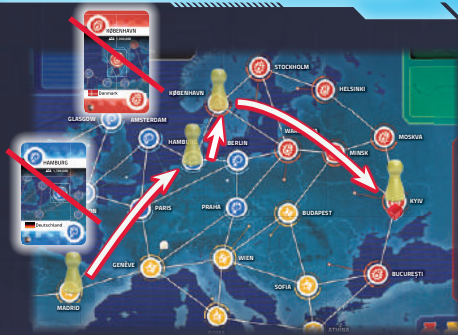 KØBENHAVN
Danmark
STOCKHOLM
HELSINKI
KØBENHAVN
GLASGOW
AMSTERDAM
HAMBURG
BERLIN
MOSKVA
MINSK
HAMBURG
Deutschland
KYIV
PARIS
PRAHA
BUDAPEST
GENÈVE
WIEN
BUCUREȘTI
SOFIA
MADRID